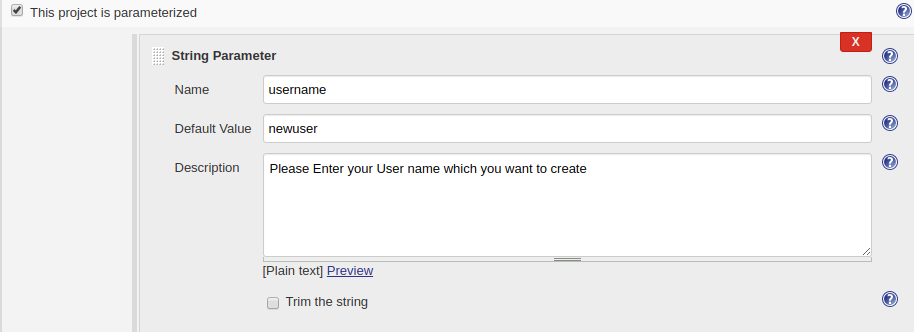 This project is parameterized
X
String Parameter
Name username
Default Value newuser
Description Please Enter your User name which you want to create
[Plain text] Preview
Trim the string